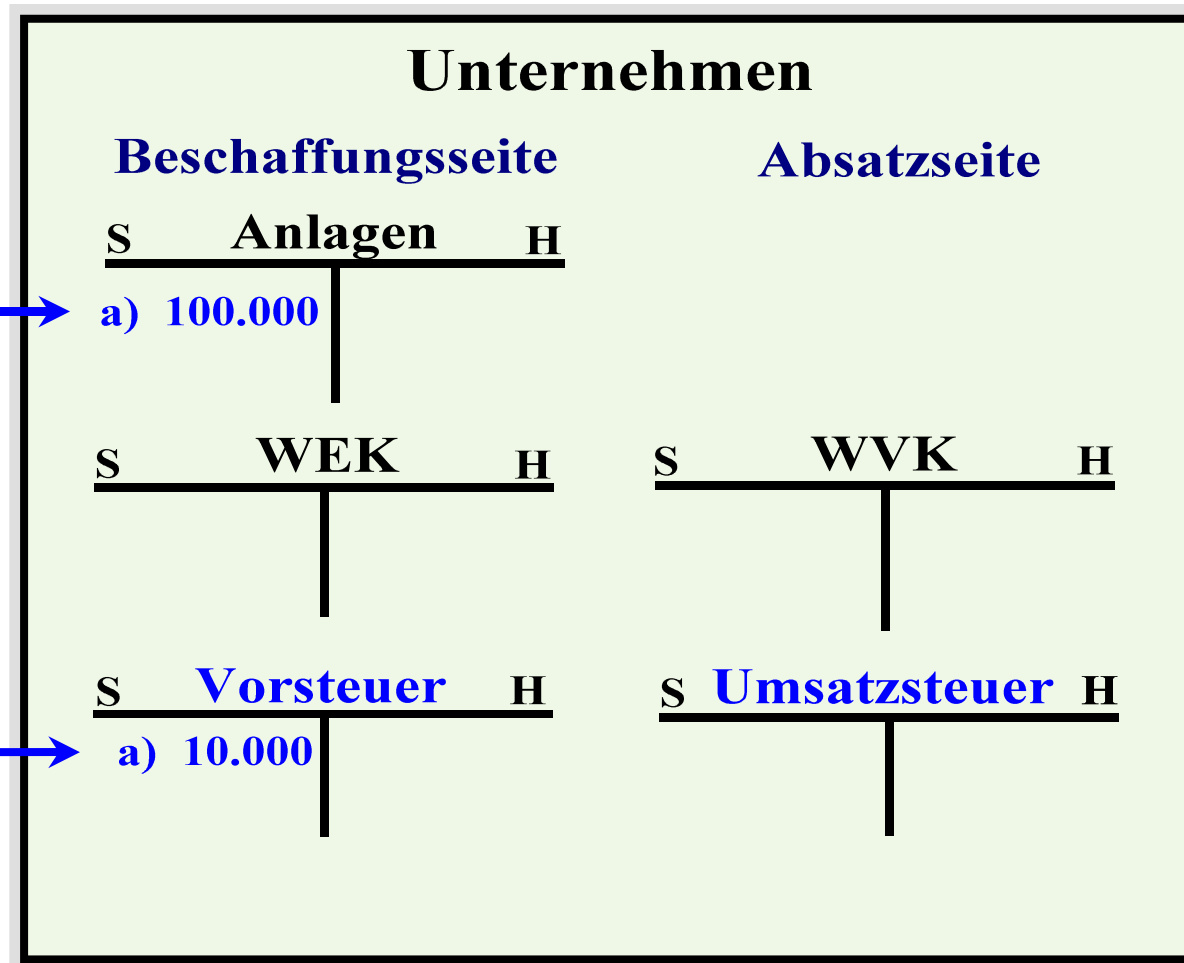 Unternehmen
Beschaffungsseite Absatzseite
S Anlagen H
a) 100.000
S WEK H S WVK H
S Vorsteuer H S Umsatzsteuer H
a) 10.000